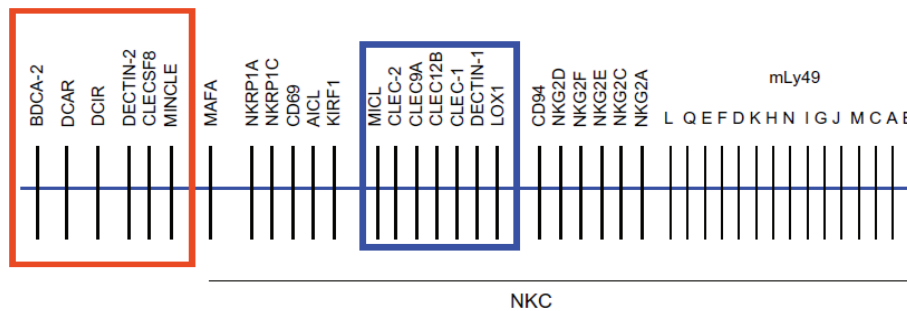 BDCA-2
DCAR
DCIR
DECTIN-2
CLECSF8
MINCLE
MAFA
NKRP1A
NKRP1C
CD69
AICL
KIRF1
MICL
CLEC-2
CLEC9A
CLEC12B
CLEC-1
DECTIN-1
LOX1
CD94
NKG2D
NKG2F
NKG2E
NKG2C
NKG2A
mLy49
L Q E F D K H N I G J M C A B
NKC